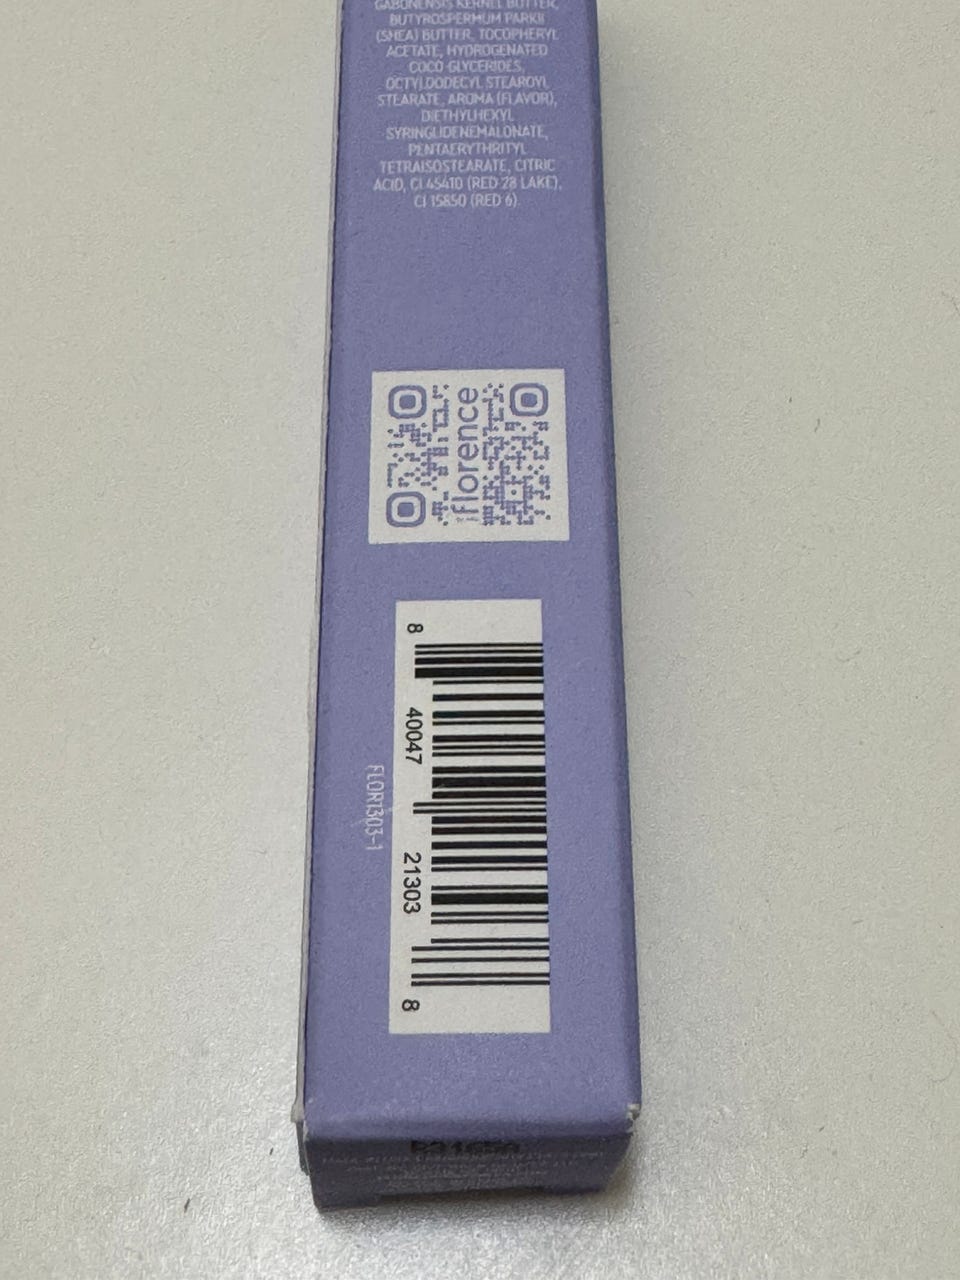 GABONENSIS KERNEL BUTTER,
BUTYROSPERMUM PARKII
(SHEA) BUTTER, TOCOPHERYL
ACETATE, HYDROGENATED
COCO-GLYCERIDES,
OCTYLDODECYL STEAROYL
STEARATE, AROMA (FLAVOR),
DIETHYLHEXYL
SYRINGLIDENEMALONATE,
PENTAERYTHRITYL
TETRAISOSTEARATE, CITRIC
ACID, CI 45410 (RED 28 LAKE),
CI 15850 (RED 6)
florence
8 40047 21303 8
FLOR1303-1